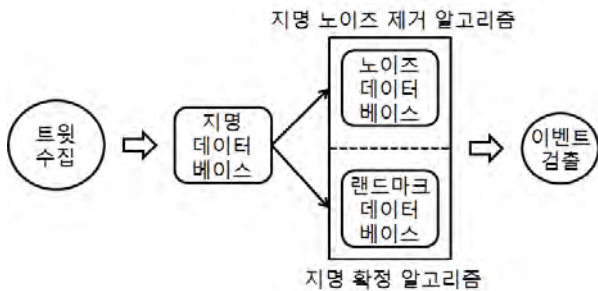 지명 노이즈 제거 알고리즘
트윗
수집
지명
데이터
베이스
노이즈
데이터
베이스
랜드마크
데이터
베이스
이벤트
검출
지명 확정 알고리즘